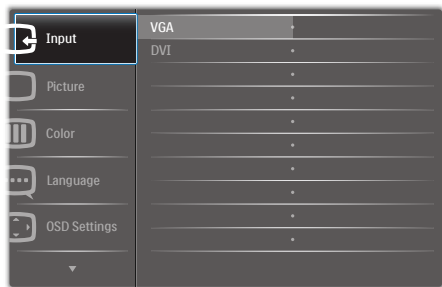 Input
VGA
DVI
Picture
Color
Language
OSD Settings